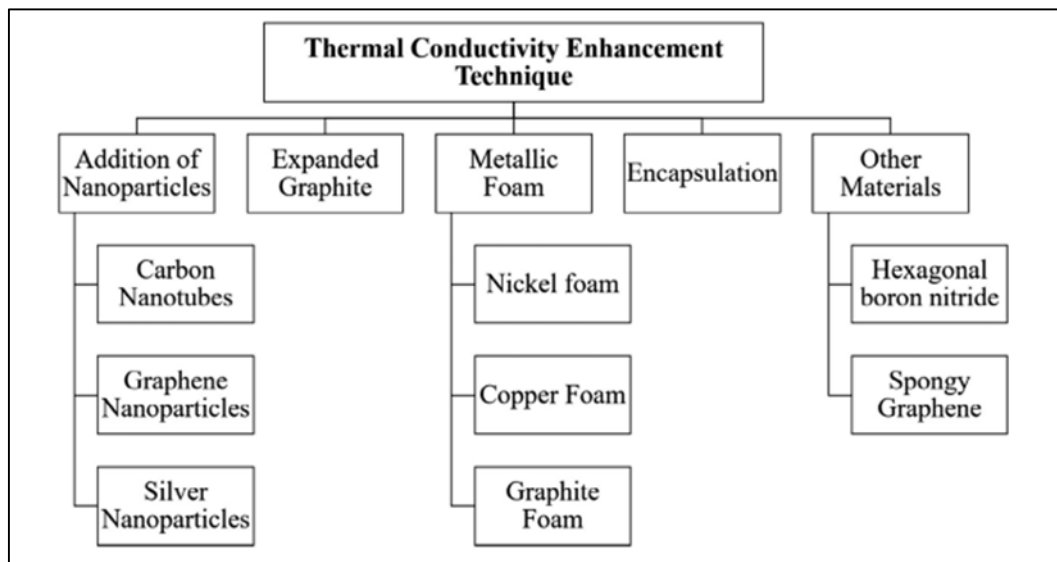 Thermal Conductivity Enhancement
Technique
Addition of
Nanoparticles
Expanded
Graphite
Metallic
Foam
Encapsulation
Other
Materials
Carbon
Nanotubes
Nickel foam
Hexagonal
boron nitride
Graphene
Nanoparticles
Copper Foam
Spongy
Graphene
Silver
Nanoparticles
Graphite
Foam